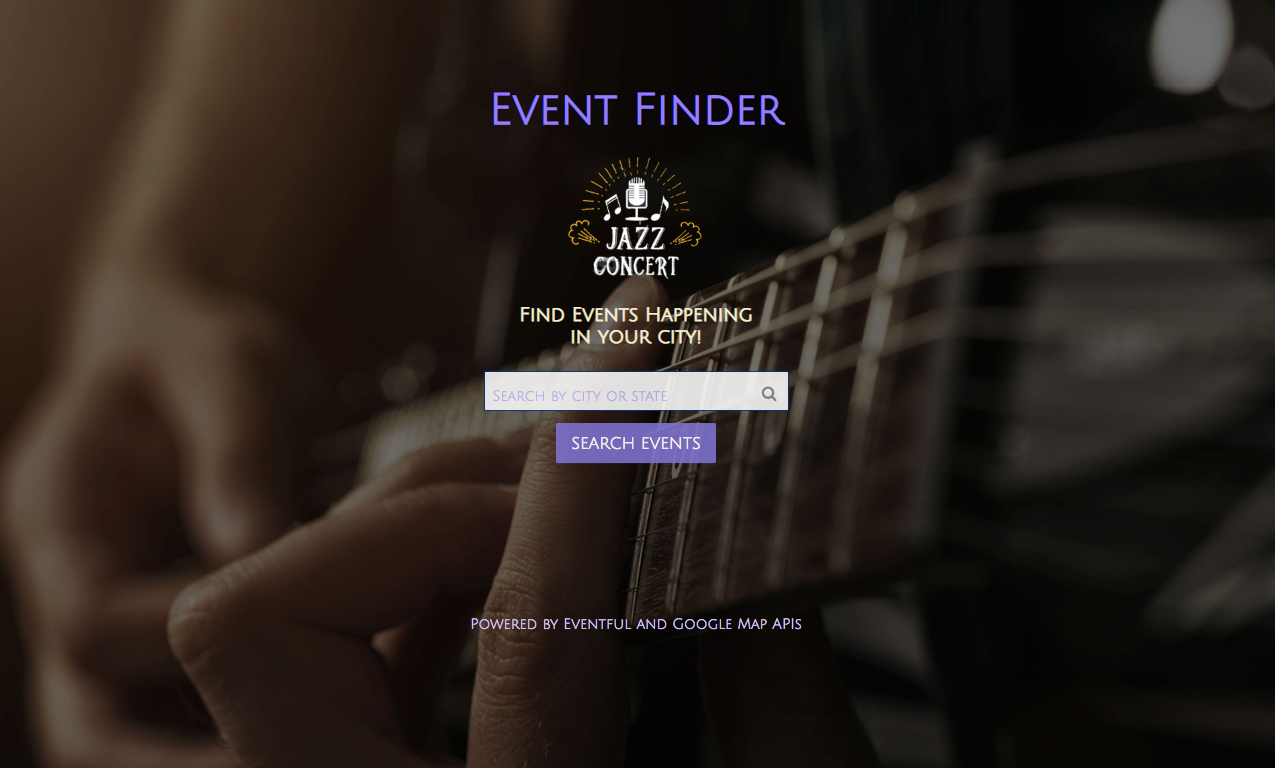 Event Finder
JAZZ
CONCERT
Find Events Happening
in your city!
Search by city or state
SEARCH EVENTS
Powered by Eventful and Google Map APIs